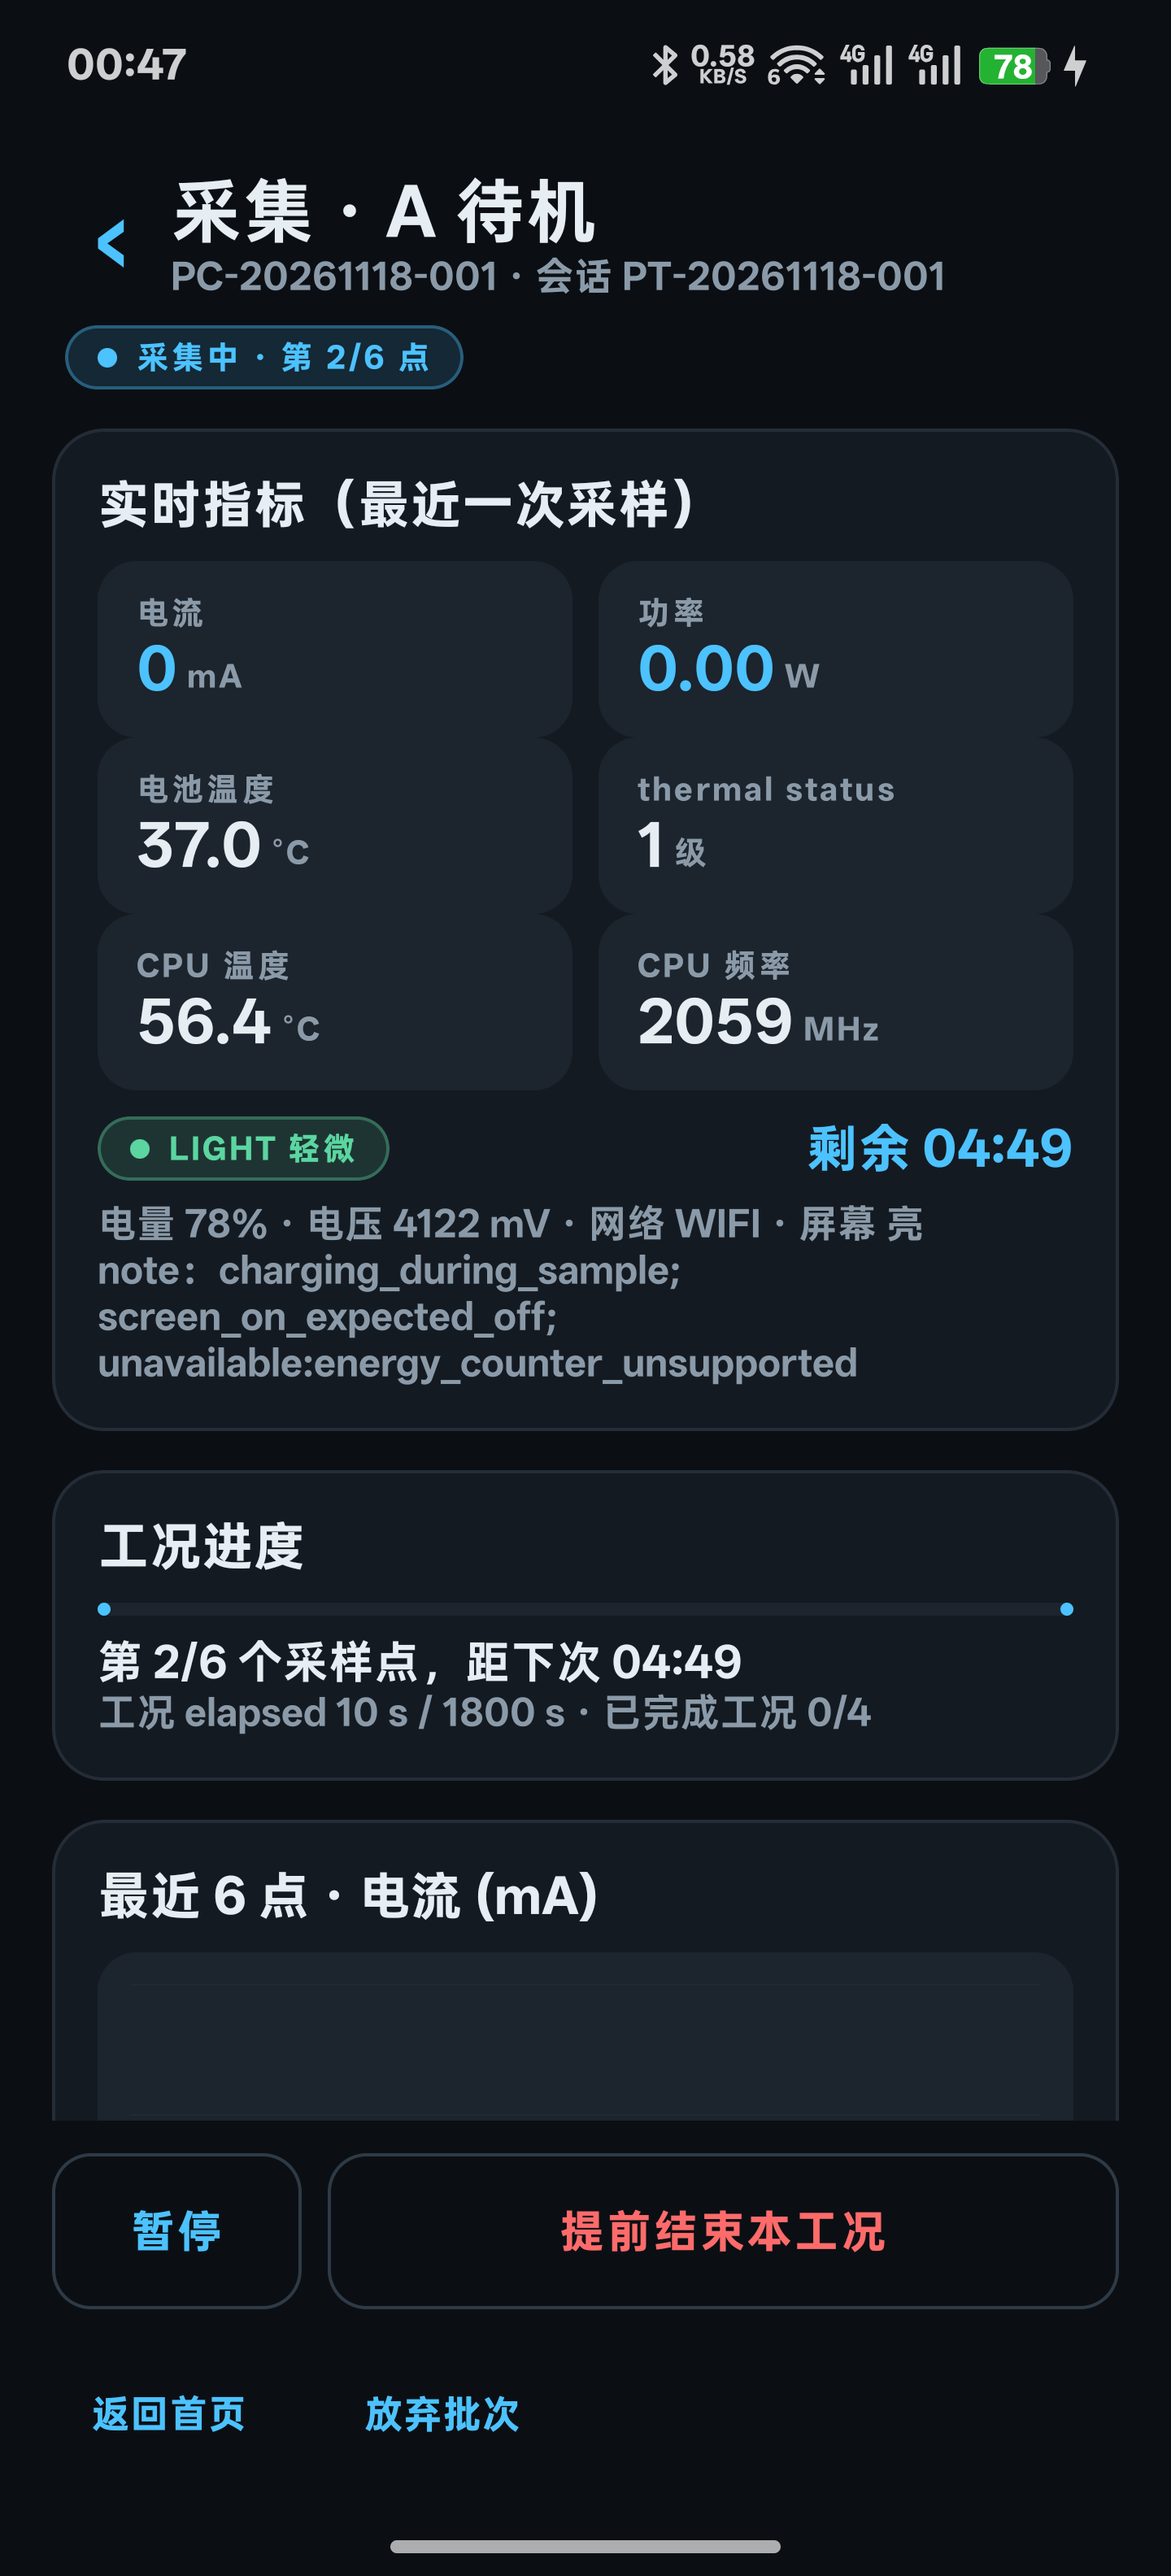 00:47
0.58 KB/S 6 4G 4G 78
采集 · A 待机
PC-20261118-001 · 会话 PT-20261118-001
采集中 · 第 2/6 点
实时指标（最近一次采样）
电流
0 mA
功率
0.00 W
电池温度
37.0 °C
thermal status
1 级
CPU 温度
56.4 °C
CPU 频率
2059 MHz
LIGHT 轻微
剩余 04:49
电量 78% · 电压 4122 mV · 网络 WIFI · 屏幕 亮
note： charging_during_sample;
screen_on_expected_off;
unavailable:energy_counter_unsupported
工况进度
第 2/6 个采样点，距下次 04:49
工况 elapsed 10 s / 1800 s · 已完成工况 0/4
最近 6 点 · 电流 (mA)
暂停
提前结束本工况
返回首页
放弃批次